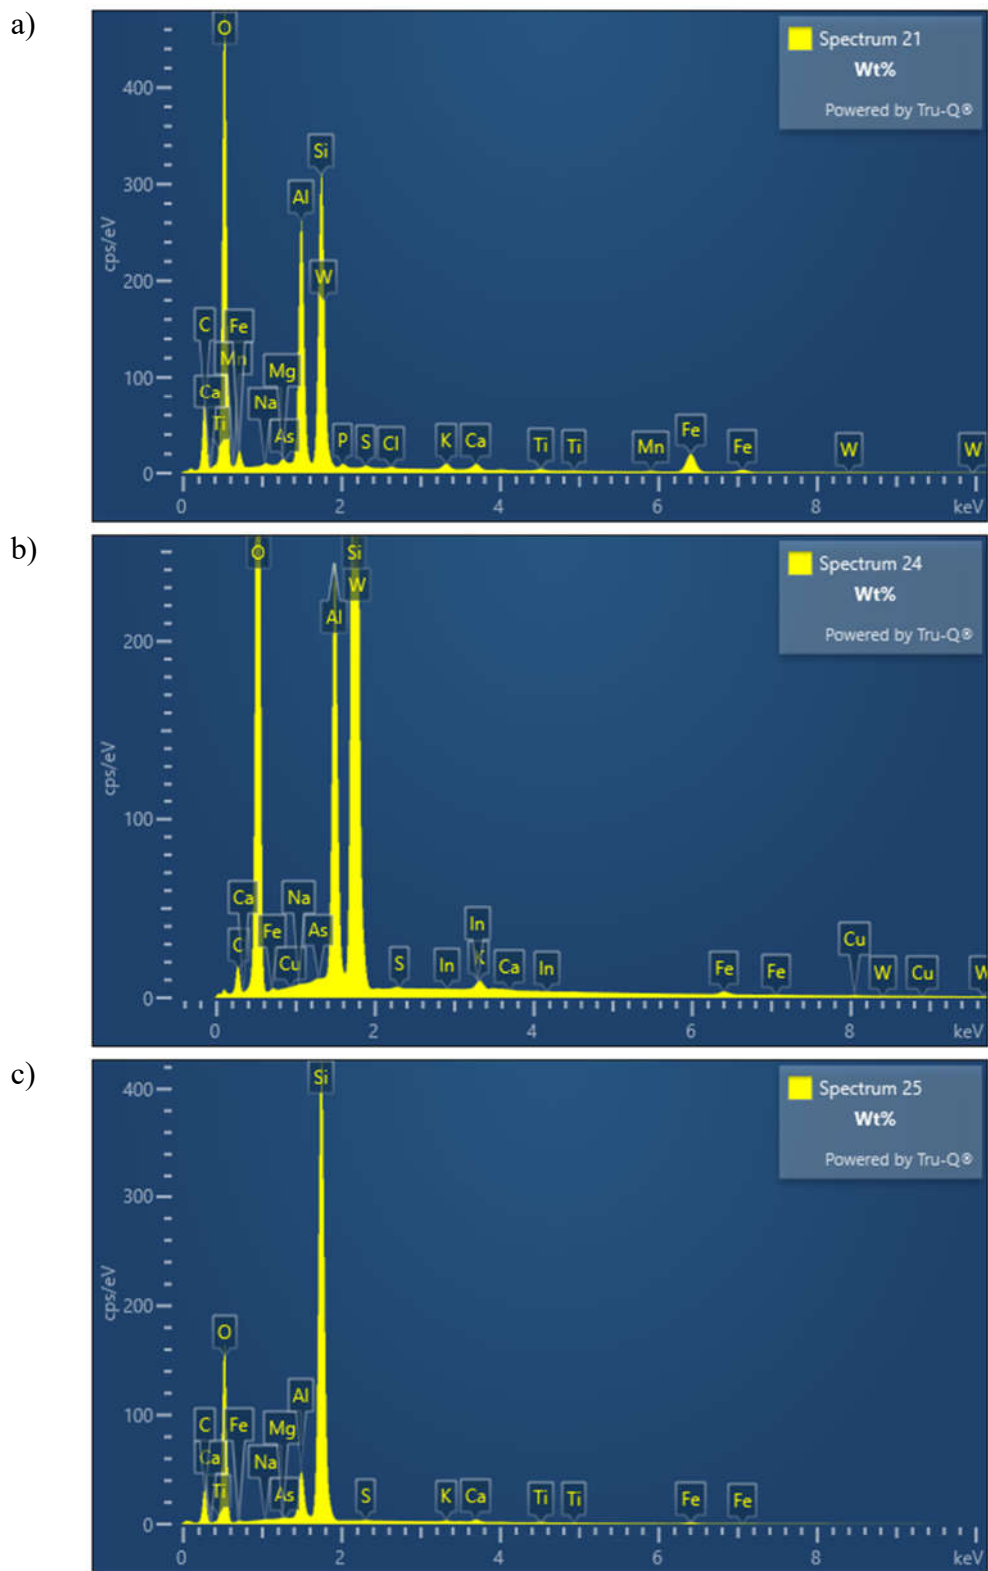 a)
Spectrum 21
Wt%
Powered by Tru-Q®
cps/eV
400
300
200
100
0
O
Si
Al
W
C
Fe
Mn
Mg
Ca
Na
Ti
As
P
S
Cl
K
Ca
Ti
Ti
Mn
Fe
Fe
W
W
0
2
4
6
8
keV
b)
Spectrum 24
Wt%
Powered by Tru-Q®
cps/eV
200
100
0
O
Si
W
Al
Ca
Na
In
C
Fe
As
Cu
S
In
K
Ca
In
Fe
Fe
Cu
W
Cu
W
0
2
4
6
8
keV
c)
Spectrum 25
Wt%
Powered by Tru-Q®
cps/eV
400
300
200
100
0
Si
O
Al
C
Fe
Mg
Ca
Na
Ti
As
S
K
Ca
Ti
Ti
Fe
Fe
0
2
4
6
8
keV